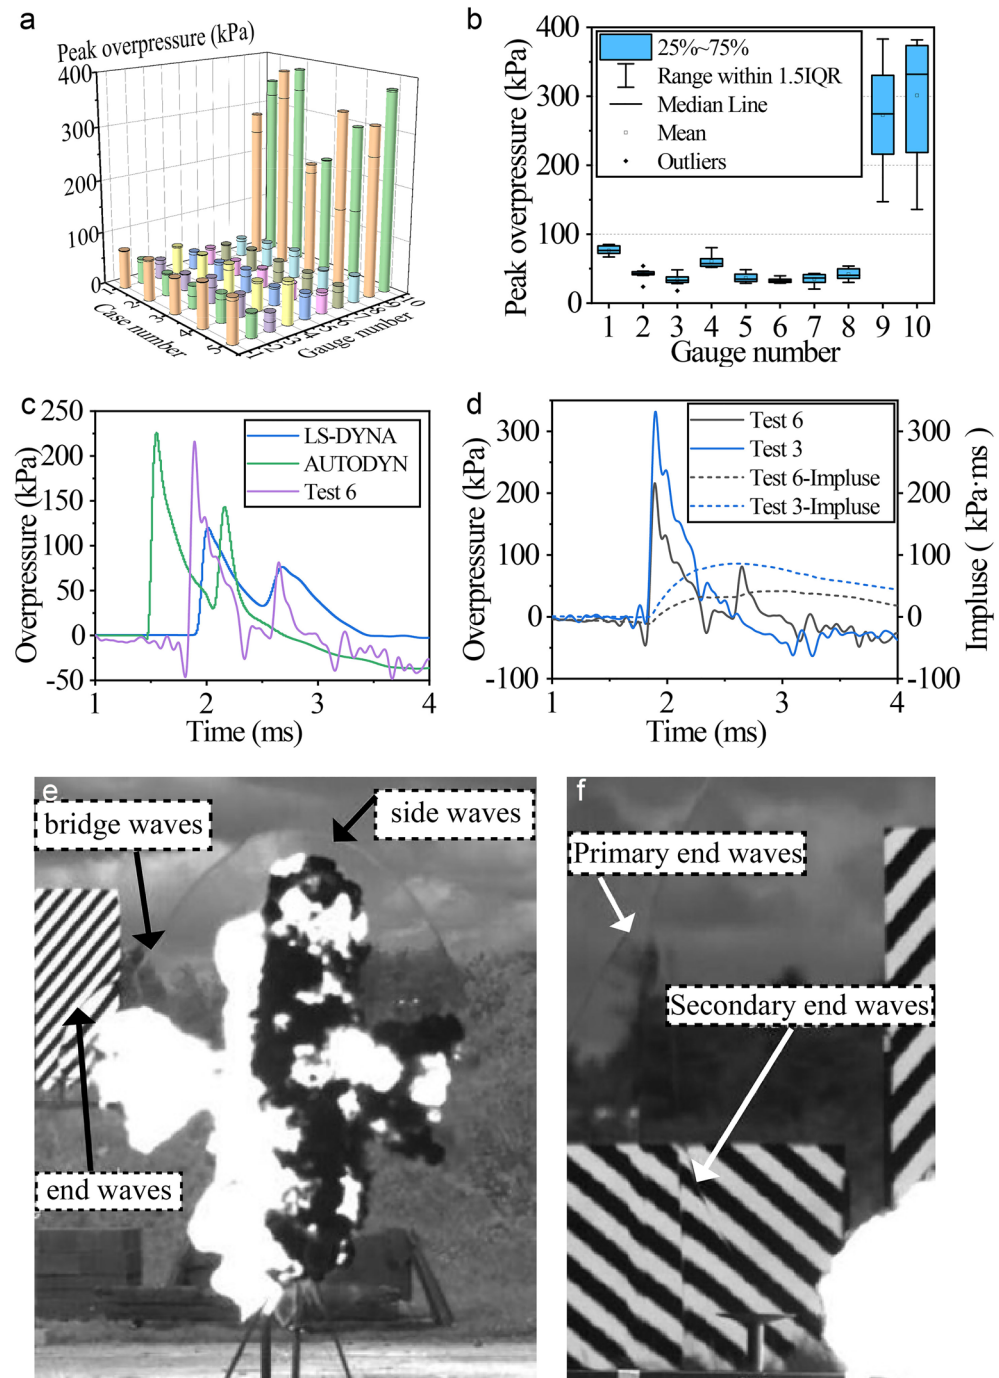 a
Peak overpressure (kPa)
400
300
200
100
0
1
2
3
4
5
Case number
1
2
3
4
5
6
7
8
9
10
Gauge number
b
Peak overpressure (kPa)
400
300
200
100
0
25%~75%
Range within 1.5IQR
Median Line
Mean
Outliers
1 2 3 4 5 6 7 8 9 10
Gauge number
c
Overpressure (kPa)
250
200
150
100
50
0
-50
LS-DYNA
AUTODYN
Test 6
1 2 3 4
Time (ms)
d
Overpressure (kPa)
300
200
100
0
-100
Test 6
Test 3
Test 6-Impluse
Test 3-Impluse
300
200
100
0
-100
Impluse ( kPa·ms)
1 2 3 4
Time (ms)
e
bridge waves
side waves
end waves
f
Primary end waves
Secondary end waves